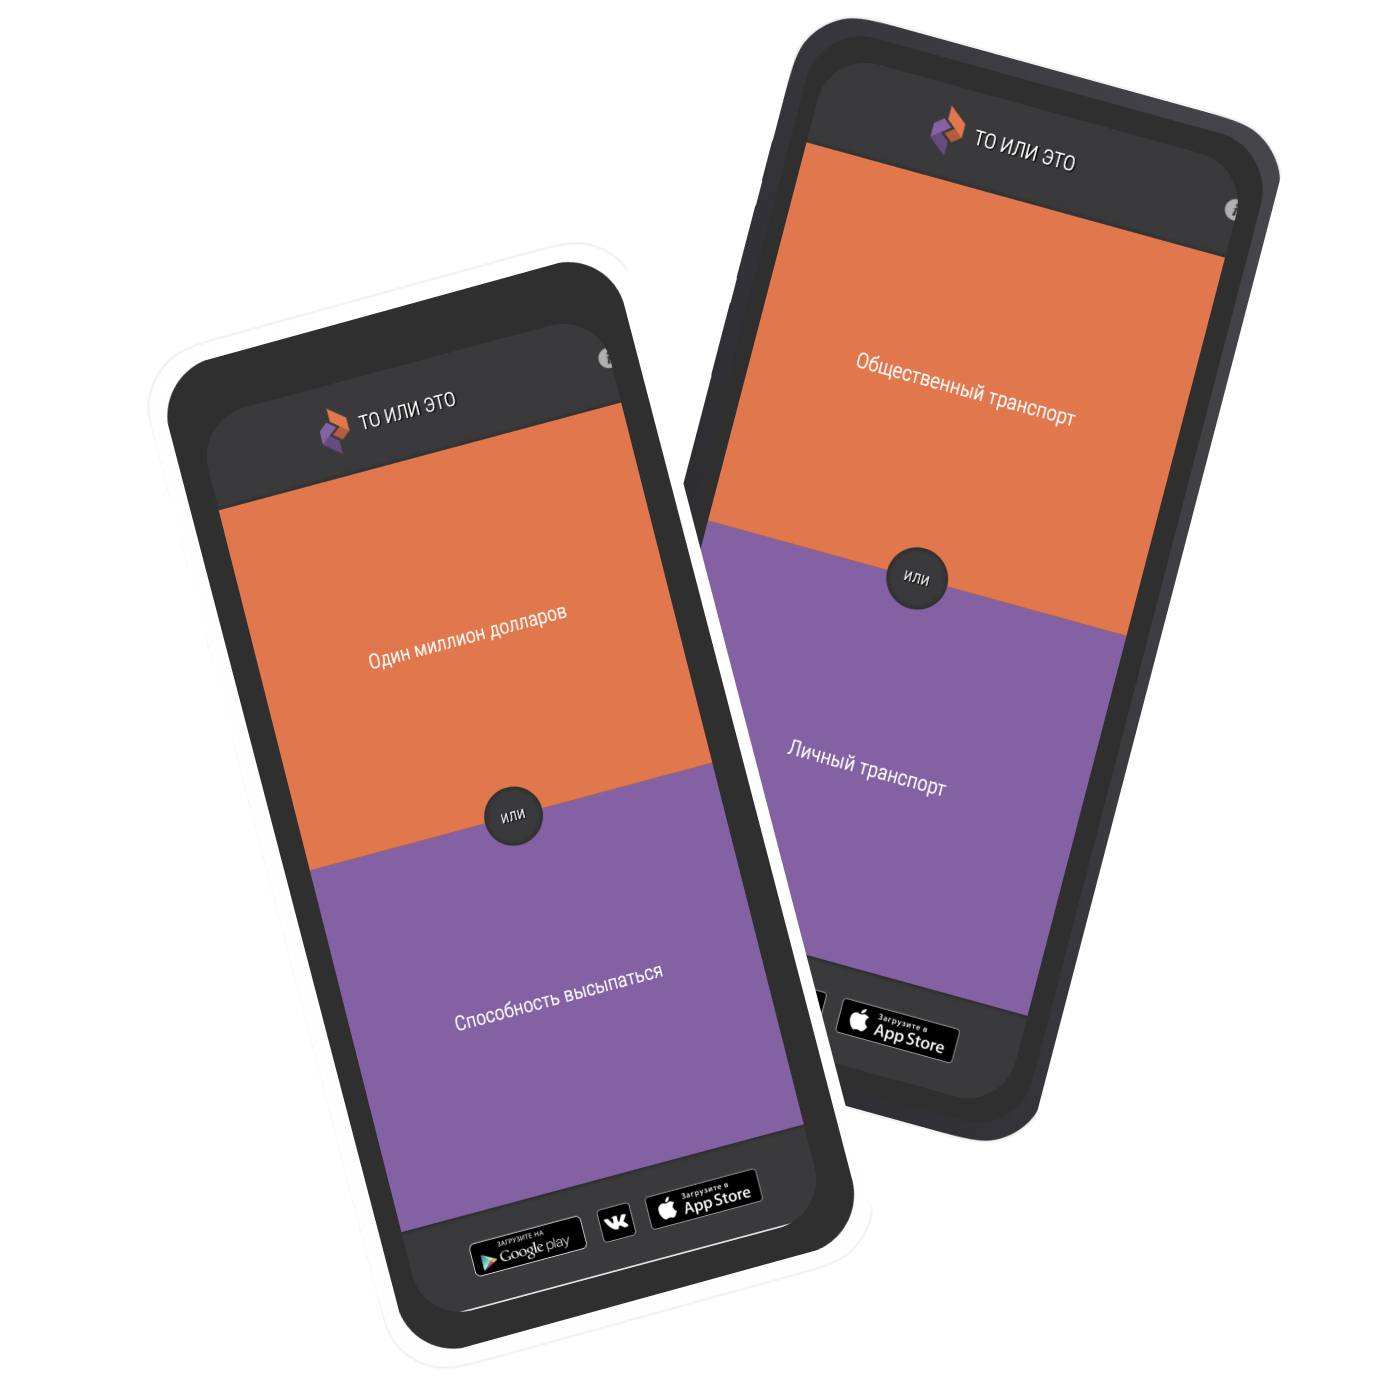 ТО ИЛИ ЭТО
Один миллион долларов
или
Способность высыпаться
ЗАГРУЗИТЕ НА
Google play
Загрузите в
App Store
ТО ИЛИ ЭТО
Общественный транспорт
или
Личный транспорт
Загрузите в
App Store